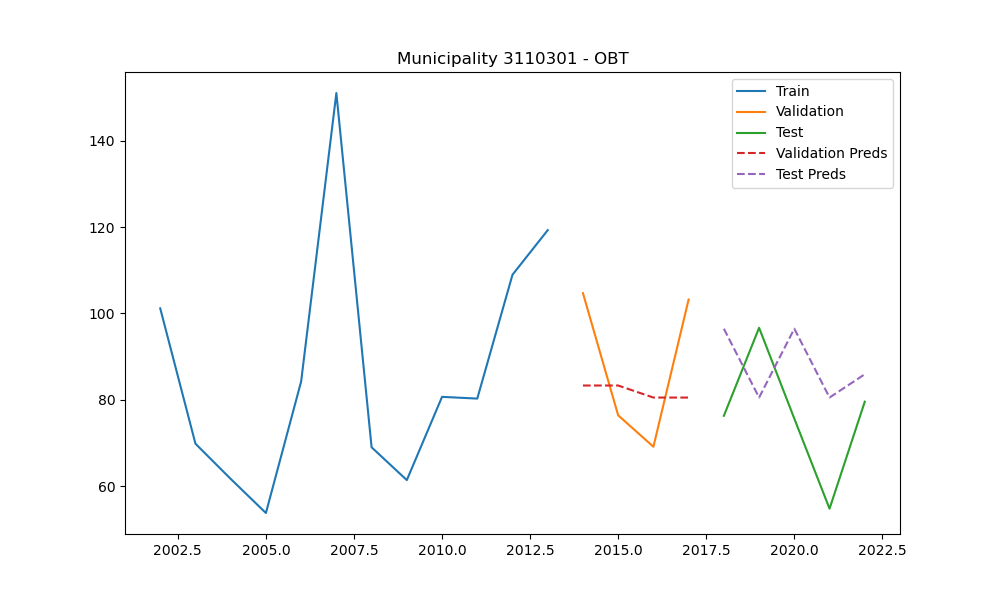 Municipality 3110301 - OBT
Train
Validation
Test
Validation Preds
Test Preds
140
120
100
80
60
2002.5 2005.0 2007.5 2010.0 2012.5 2015.0 2017.5 2020.0 2022.5